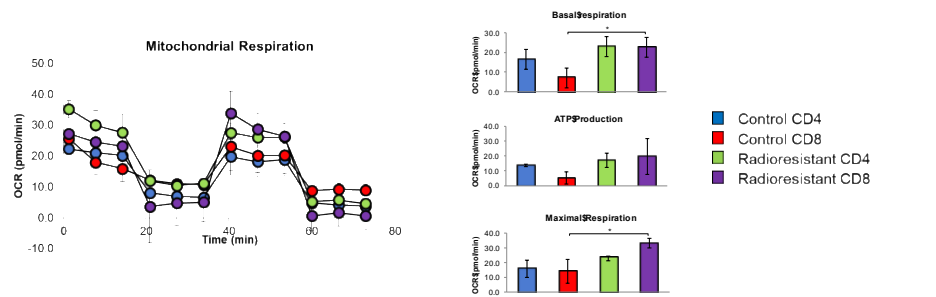 Mitochondrial Respiration
OCR (pmol/min)
50.0
40.0
30.0
20.0
10.0
0.0
-10.0
0
20
40
60
80
Time (min)
Basal$respiration
OCR$(pmol/min)
30.0
20.0
10.0
0.0
*
ATP$Production
OCR$(pmol/min)
40.0
30.0
20.0
10.0
0.0
Maximal$Respiration
OCR$(pmol/min)
40.0
30.0
20.0
10.0
0.0
*
Control CD4
Control CD8
Radioresistant CD4
Radioresistant CD8